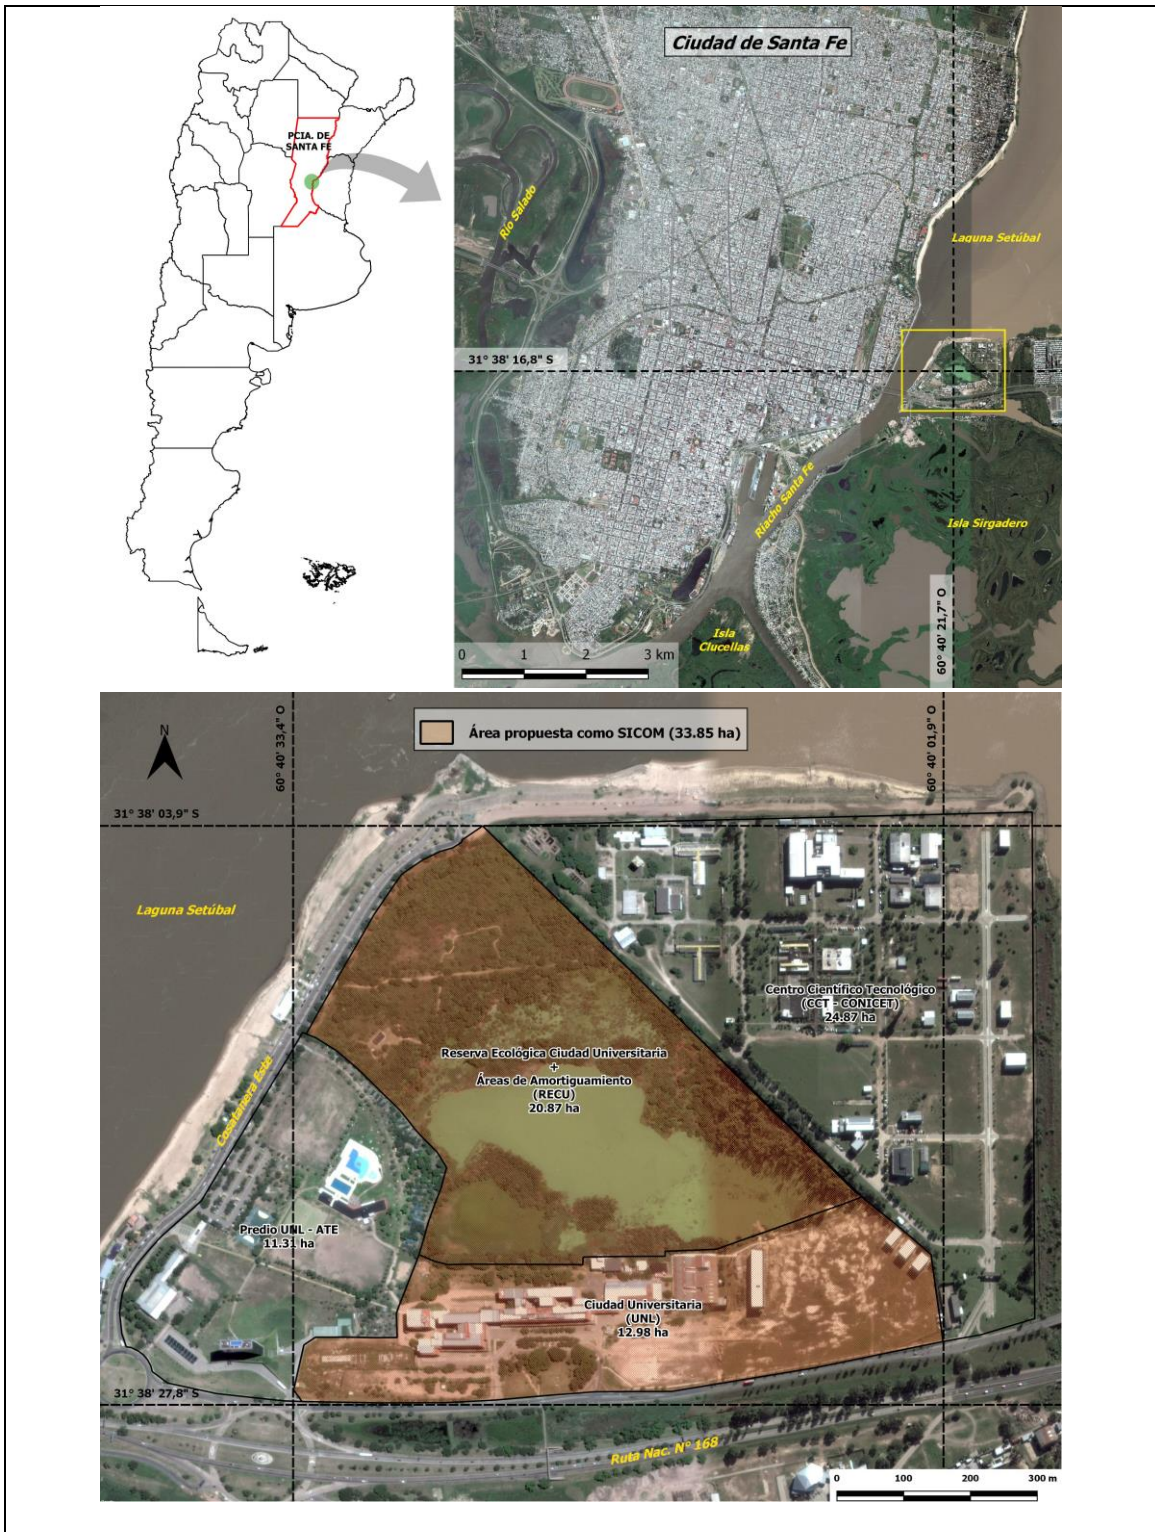 PCIA. DE
SANTA FE
Ciudad de Santa Fe
Río Salado
Laguna Setúbal
31° 38' 16,8" S
Riacho Santa Fe
Isla Sirgadero
Isla
Clucellas
60° 40' 21,7" O
0 1 2 3 km
Área propuesta como SICOM (33.85 ha)
N
60° 40' 33,4" O
60° 40' 01,9" O
31° 38' 03,9" S
Laguna Setúbal
Centro Científico Tecnológico
(CCT - CONICET)
24.87 ha
Reserva Ecológica Ciudad Universitaria
+
Áreas de Amortiguamiento
(RECU)
20.87 ha
Cosatanera Este
Predio UNL - ATE
11.31 ha
Ciudad Universitaria
(UNL)
12.98 ha
31° 38' 27,8" S
Ruta Nac. N° 168
0 100 200 300 m